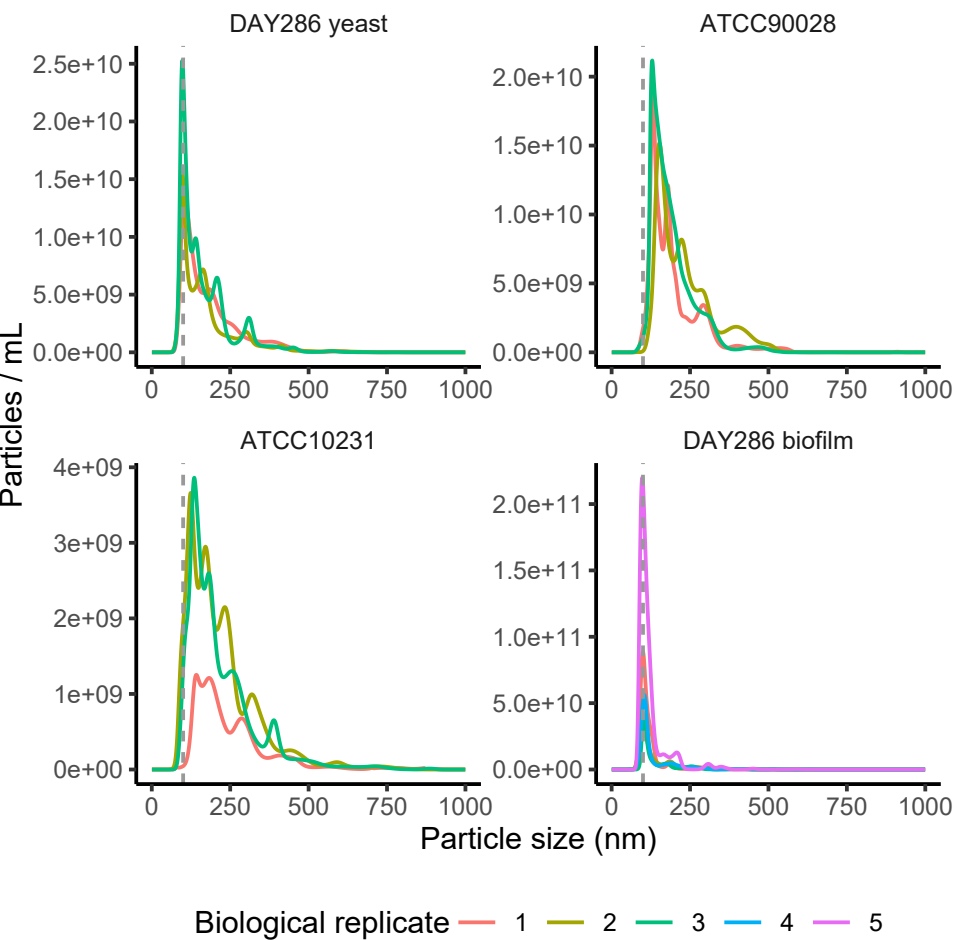 DAY286 yeast
ATCC90028
2.5e+10
2.0e+10
1.5e+10
1.0e+10
5.0e+09
0.0e+00
0 250 500 750 1000
2.0e+10
1.5e+10
1.0e+10
5.0e+09
0.0e+00
0 250 500 750 1000
Particles / mL
ATCC10231
DAY286 biofilm
4e+09
3e+09
2e+09
1e+09
0e+00
0 250 500 750 1000
2.0e+11
1.5e+11
1.0e+11
5.0e+10
0.0e+00
0 250 500 750 1000
Particle size (nm)
Biological replicate 1 2 3 4 5